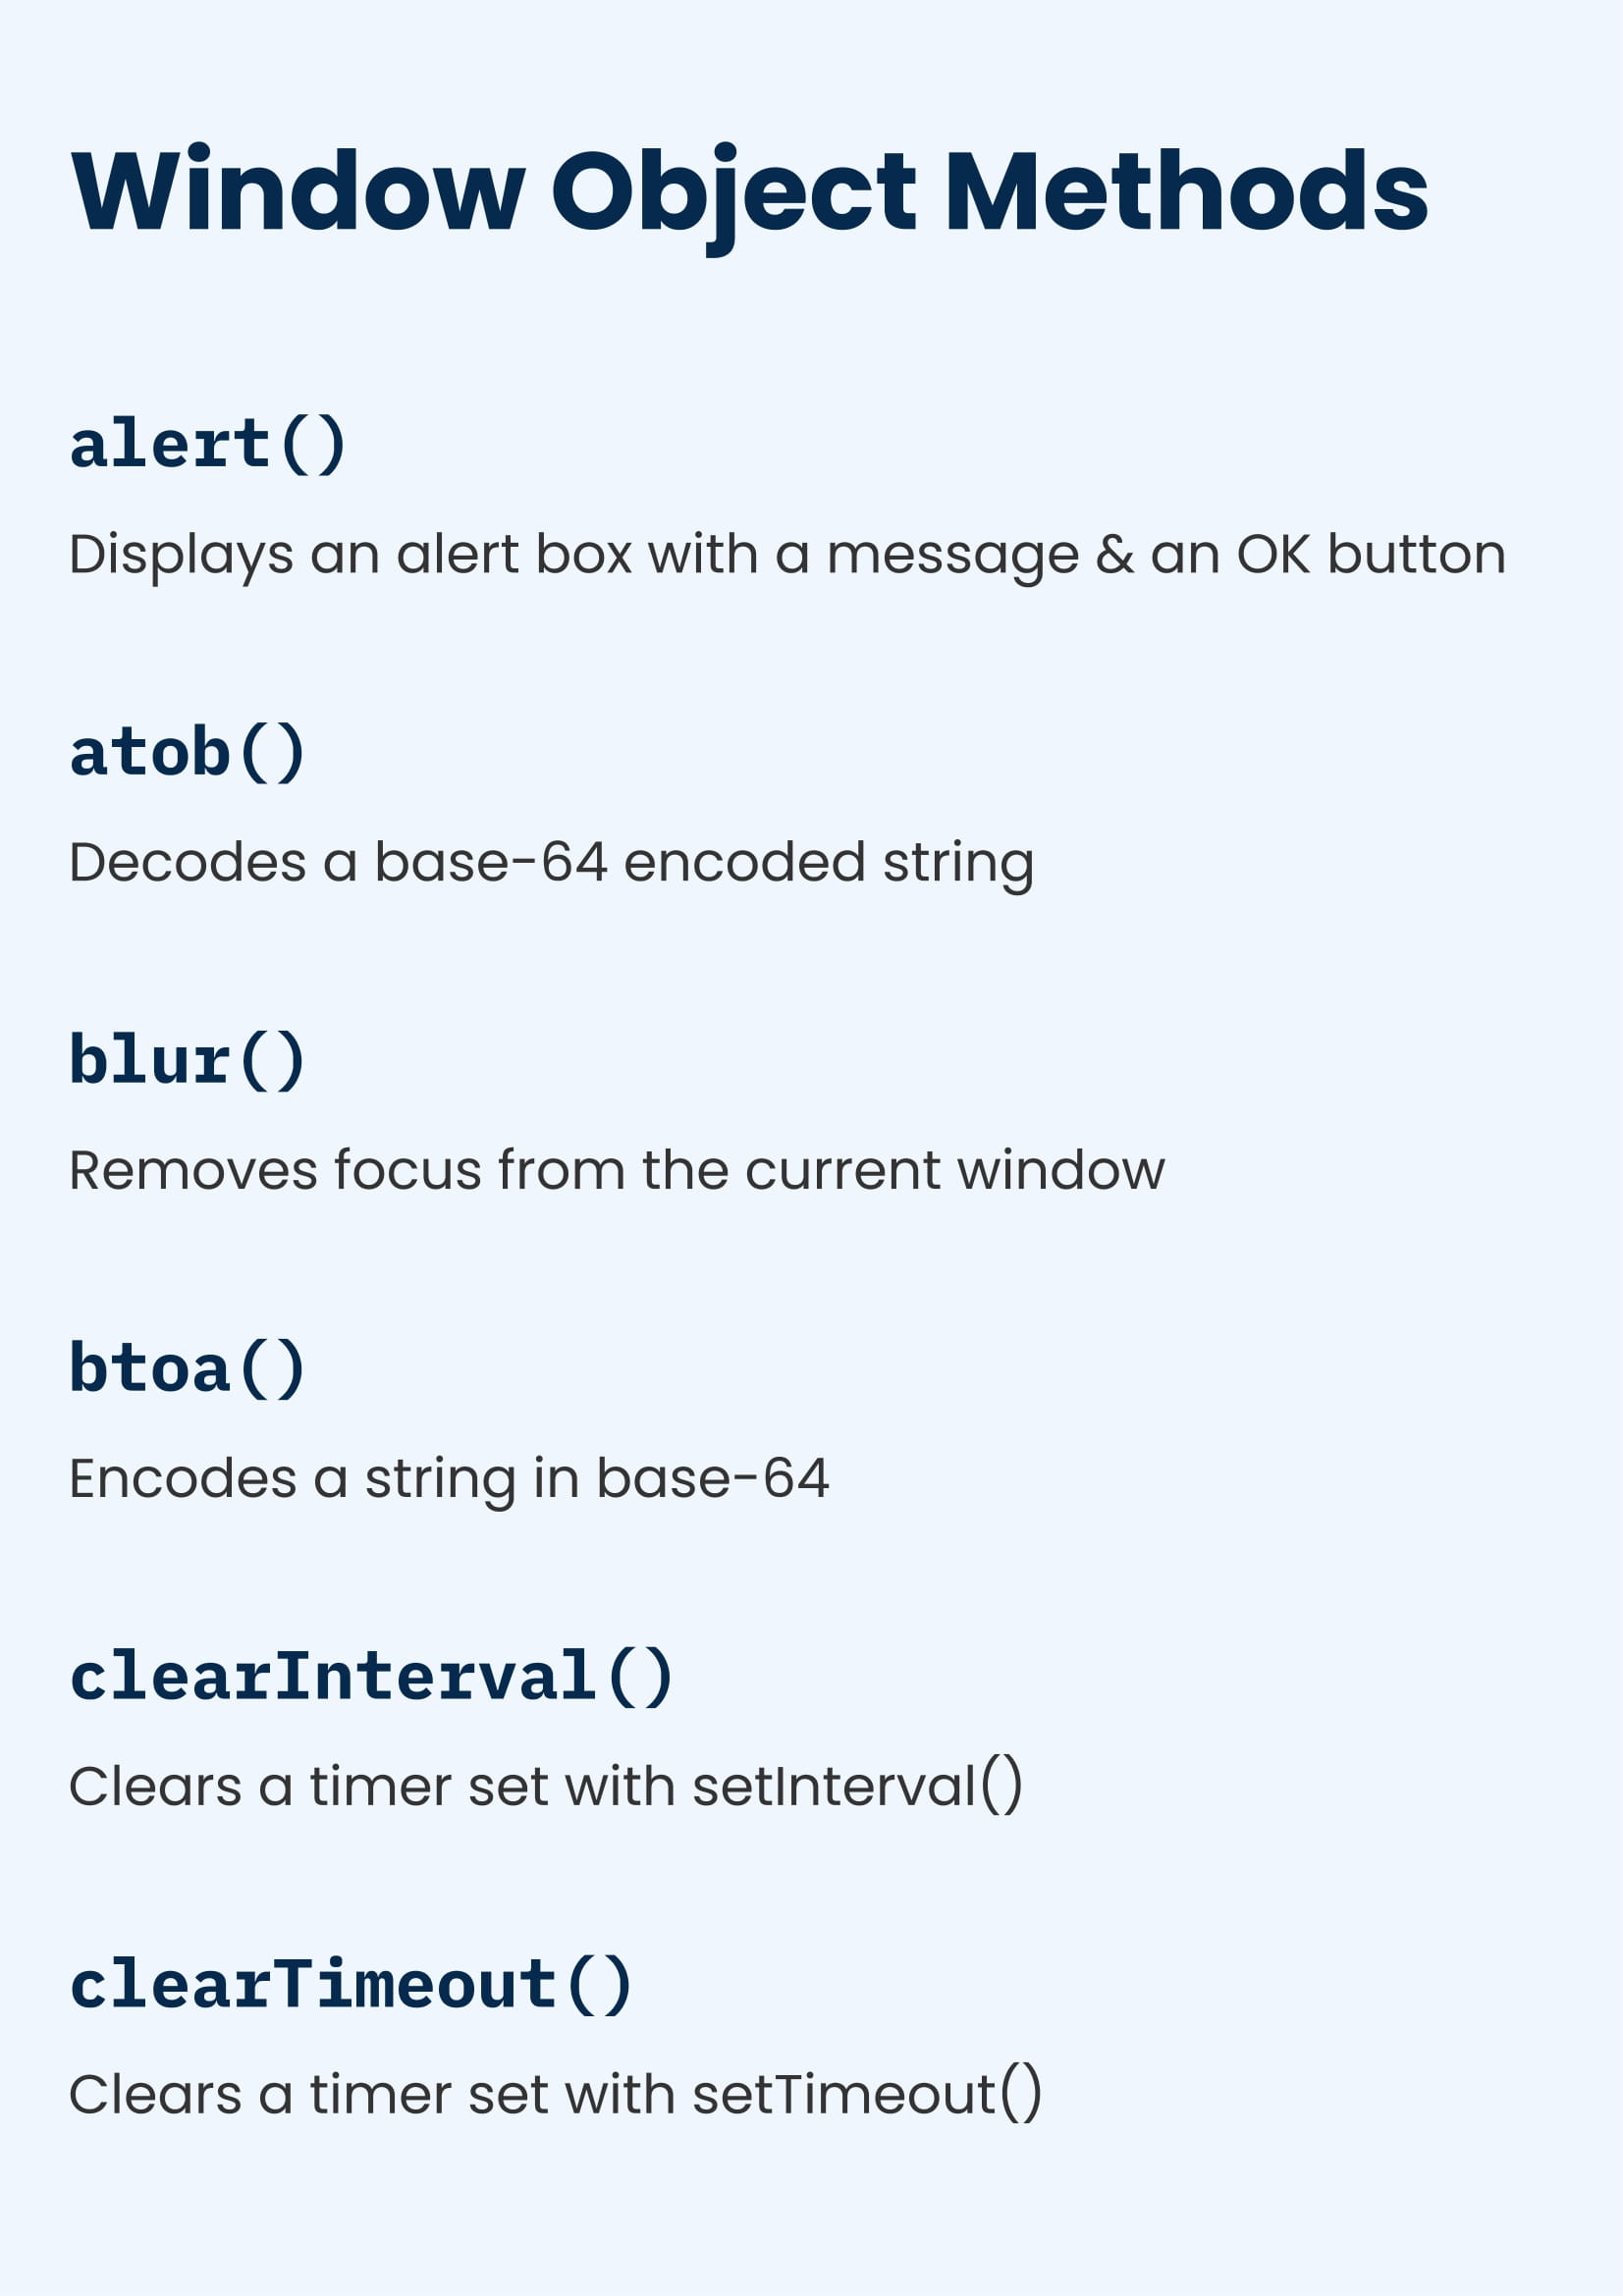 Window Object Methods
alert()
Displays an alert box with a message & an OK button
atob()
Decodes a base-64 encoded string
blur()
Removes focus from the current window
btoa()
Encodes a string in base-64
clearInterval()
Clears a timer set with setInterval()
clearTimeout()
Clears a timer set with setTimeout()